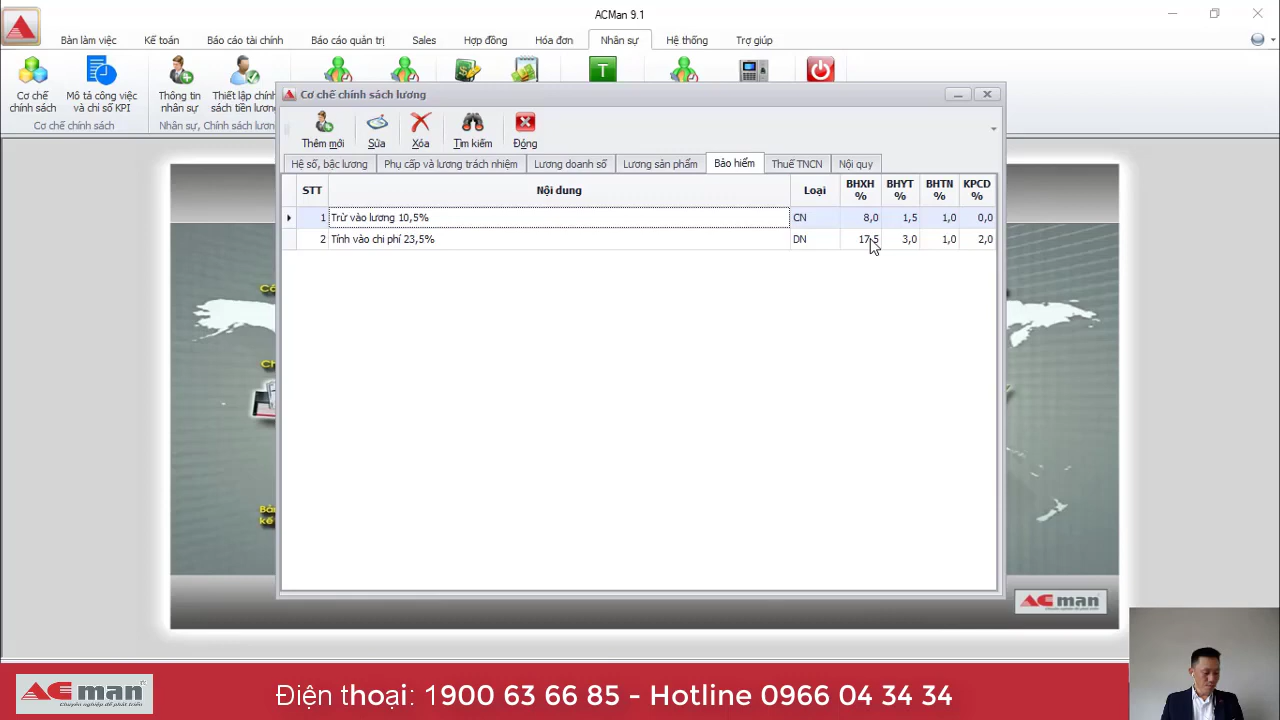 ACMan 9.1
Bàn làm việc Kế toán Báo cáo tài chính Báo cáo quản trị Sales Hợp đồng Hóa đơn Nhân sự Hệ thống Trợ giúp
Cơ chế chính sách
Mô tả công việc và chỉ số KPI
Thông tin nhân sự
Thiết lập chính sách tiền lương
Cơ chế chính sách
Nhân sự, Chính sách lương
Cơ chế chính sách lương
Thêm mới Sửa Xóa Tìm kiếm Đóng
Hệ số, bậc lương Phụ cấp và lương trách nhiệm Lương doanh số Lương sản phẩm Bảo hiểm Thuế TNCN Nội quy
STT Nội dung Loại BHXH % BHYT % BHTN % KPCD %
1 Trừ vào lương 10,5% CN 8,0 1,5 1,0 0,0
2 Tính vào chi phí 23,5% DN 17,5 3,0 1,0 2,0
ACman
ACman
Chuyên nghiệp để phát triển
Điện thoại: 1900 63 66 85 - Hotline 0966 04 34 34